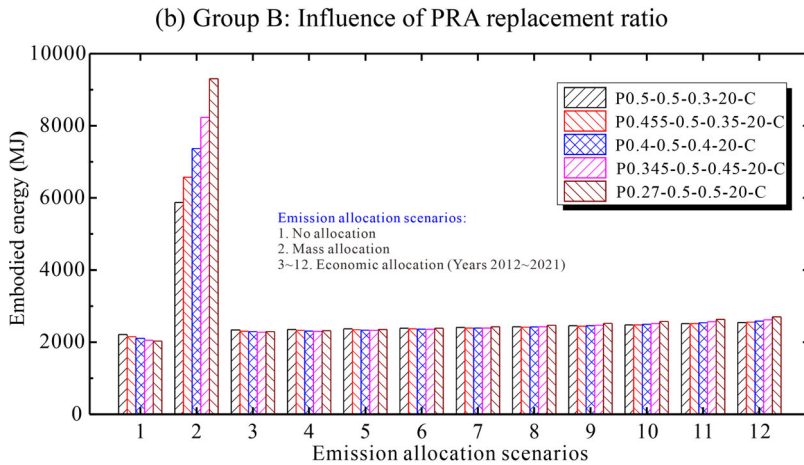 (b) Group B: Influence of PRA replacement ratio
10000
8000
6000
4000
2000
0
Embodied energy (MJ)
P0.5-0.5-0.3-20-C
P0.455-0.5-0.35-20-C
P0.4-0.5-0.4-20-C
P0.345-0.5-0.45-20-C
P0.27-0.5-0.5-20-C
Emission allocation scenarios:
1. No allocation
2. Mass allocation
3~12. Economic allocation (Years 2012~2021)
1 2 3 4 5 6 7 8 9 10 11 12
Emission allocation scenarios